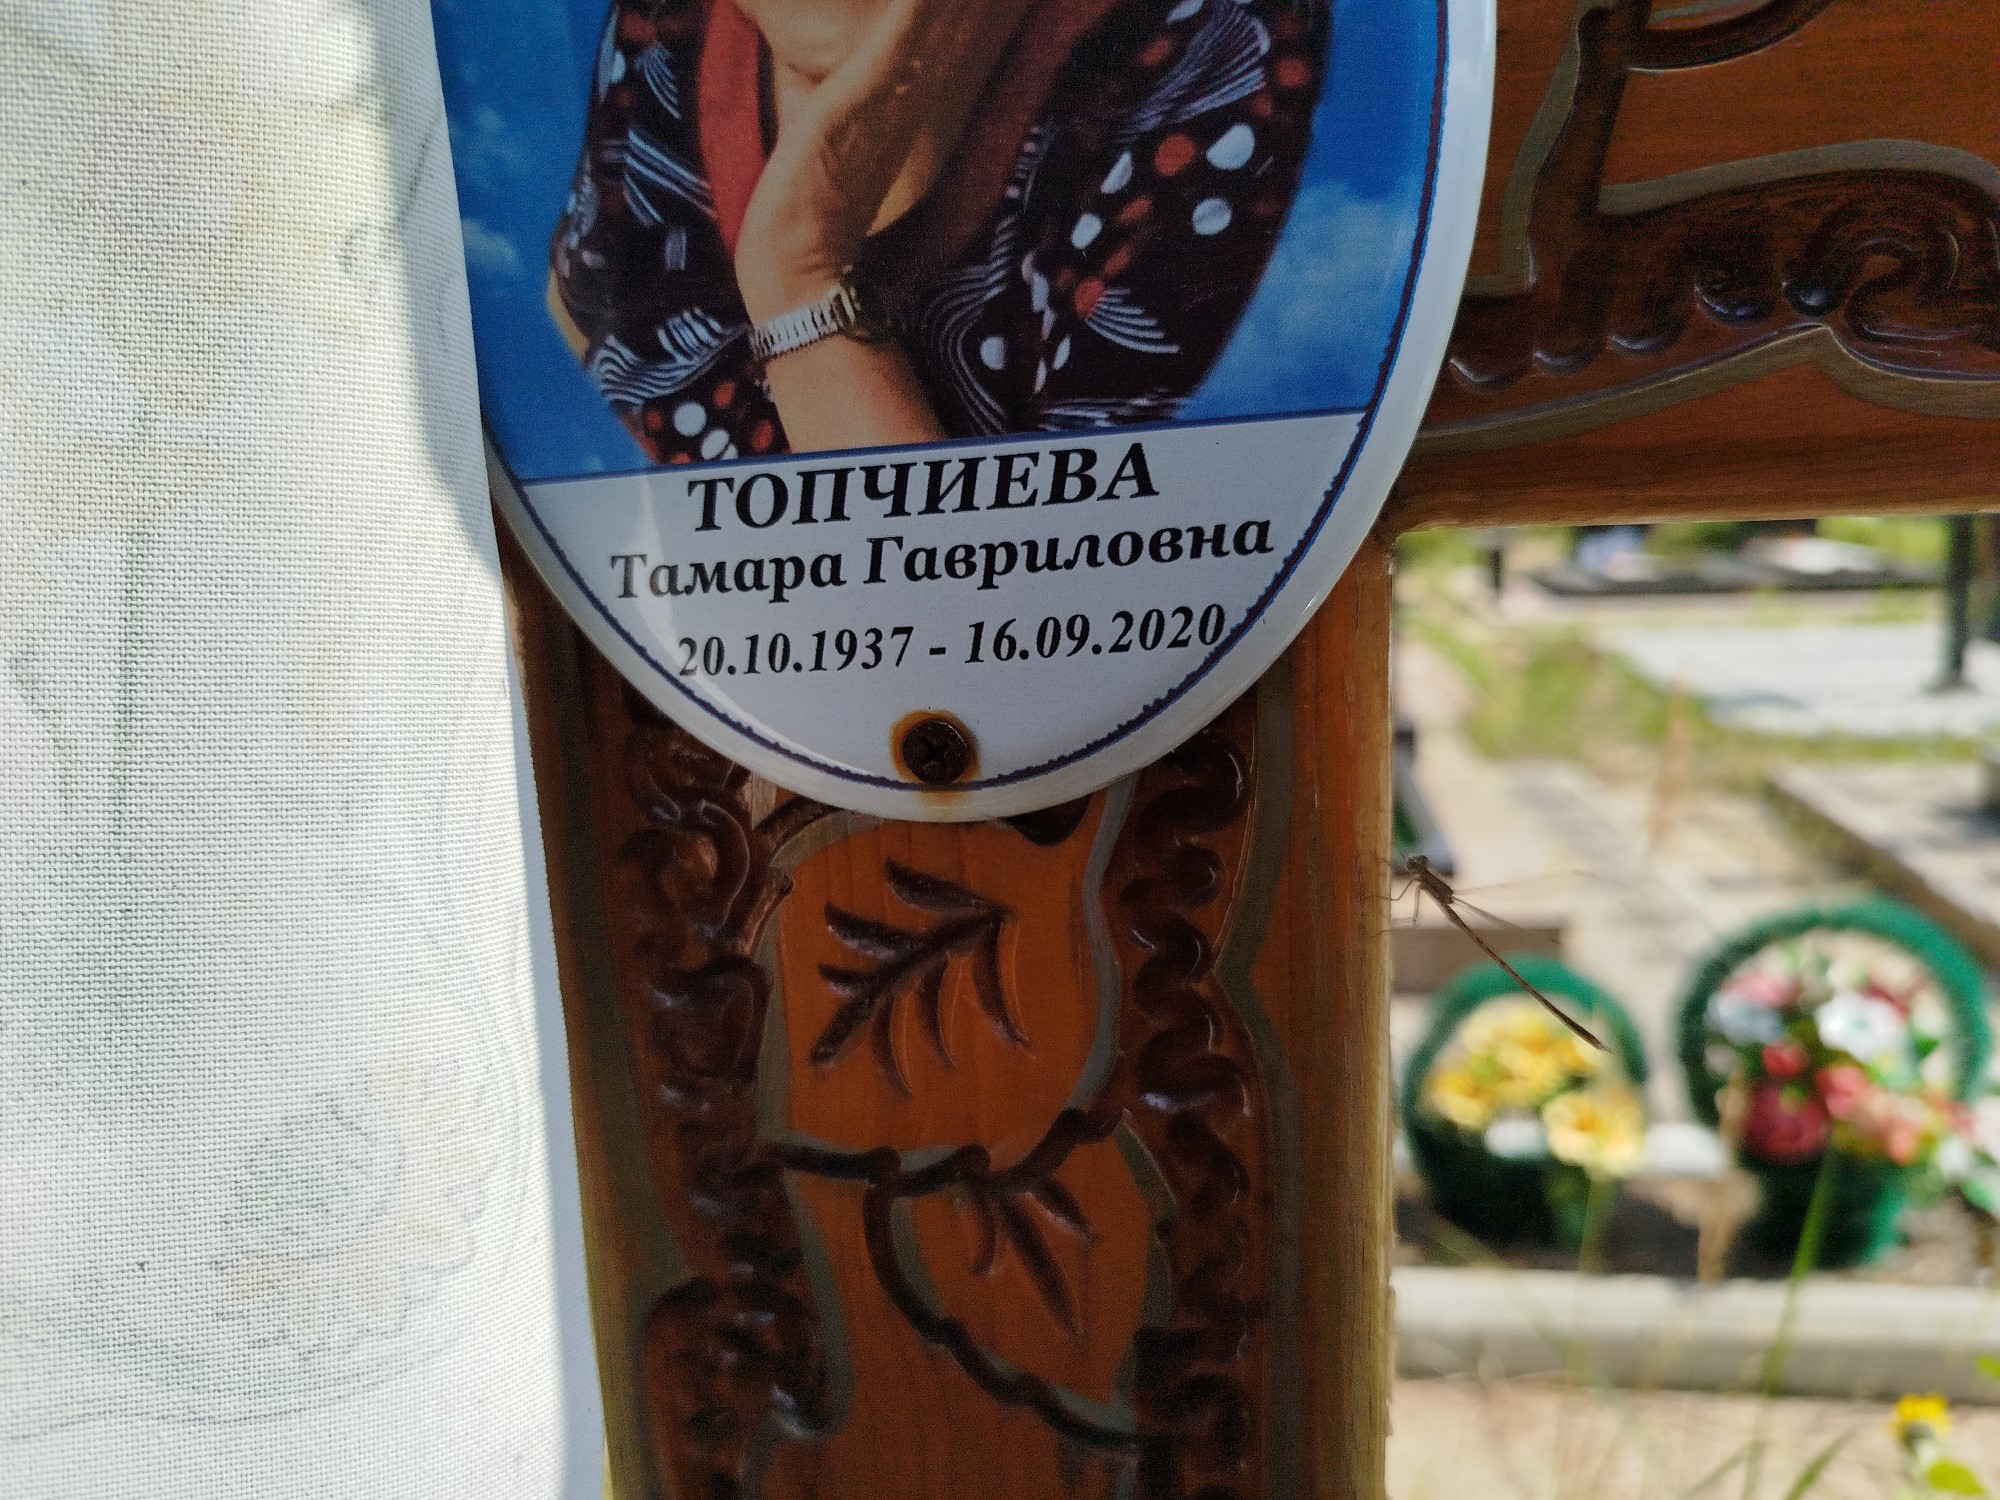 ТОПЧИЕВА
Тамара Гавриловна
20.10.1937 - 16.09.2020